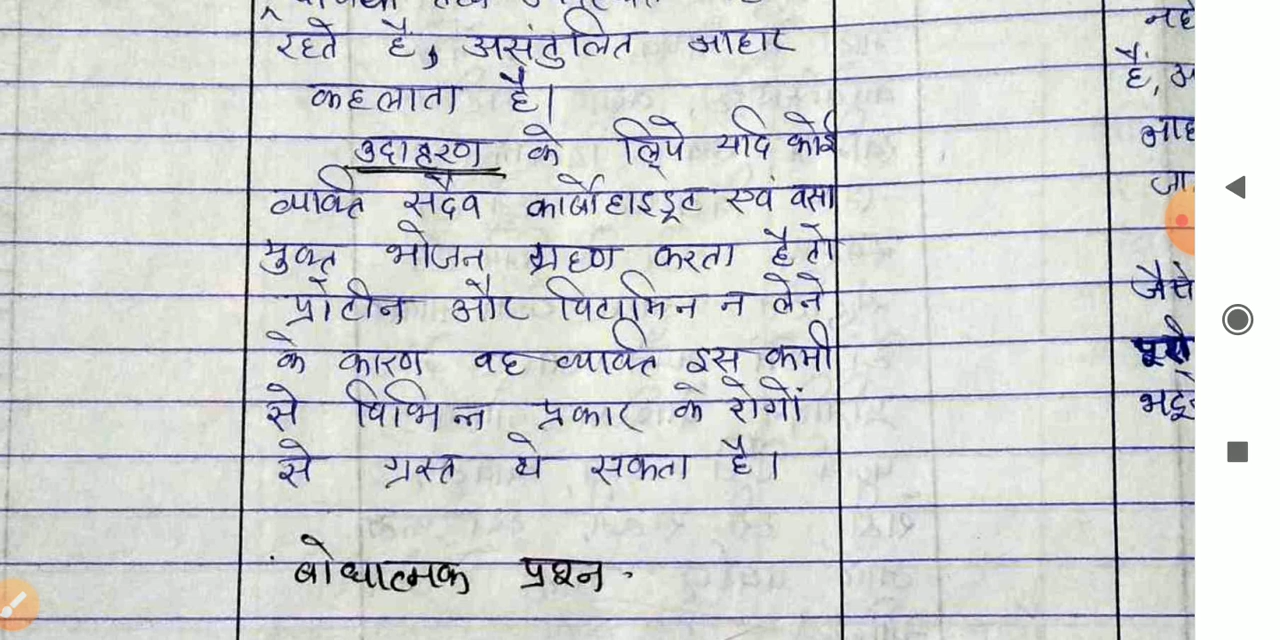 रहते हैं, असंतुलित आहार
कहलाता है।
उदाहरण के लिये यदि कोई
व्यक्ति सदैव कार्बोहाइड्रेट एवं वसा
युक्त भोजन ग्रहण करता है तो
प्रोटीन और विटामिन न लेने
के कारण वह व्यक्ति इस कमी
से विभिन्न प्रकार के रोगों
से ग्रस्त हो सकता है।
बोधात्मक प्रश्न.
है,
जैसे